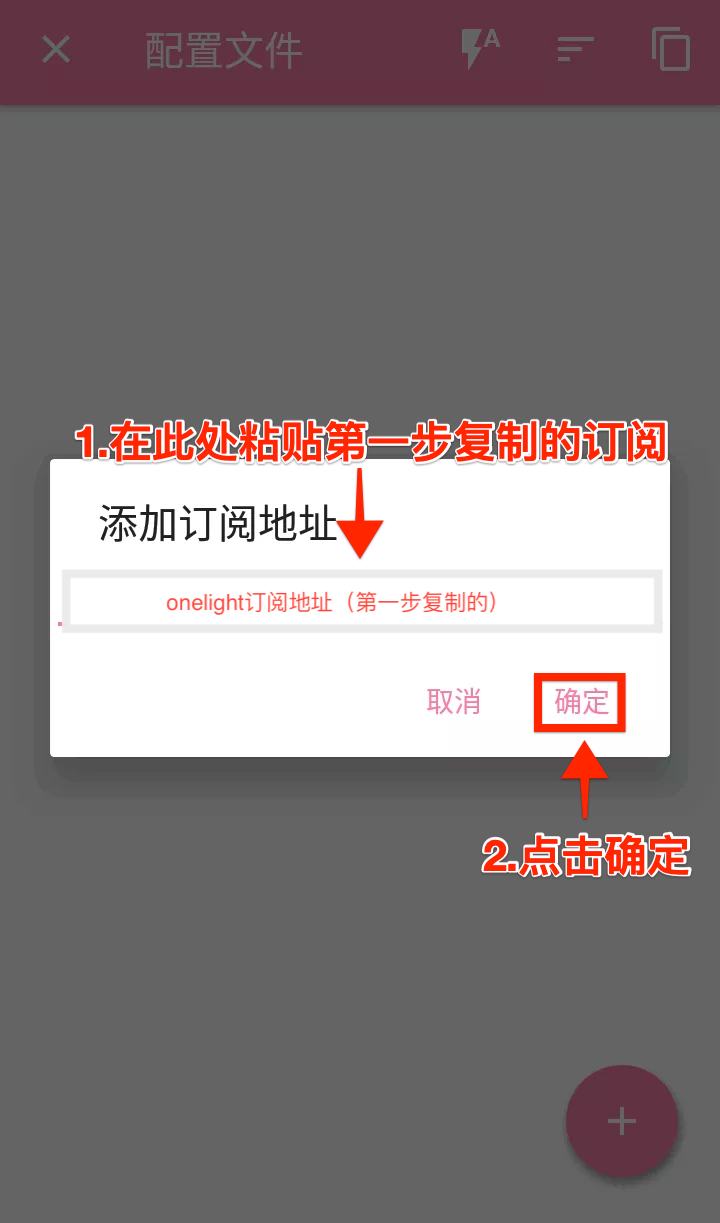 配置文件
A
1.在此处粘贴第一步复制的订阅
添加订阅地址
onelight订阅地址（第一步复制的）
取消 确定
2.点击确定